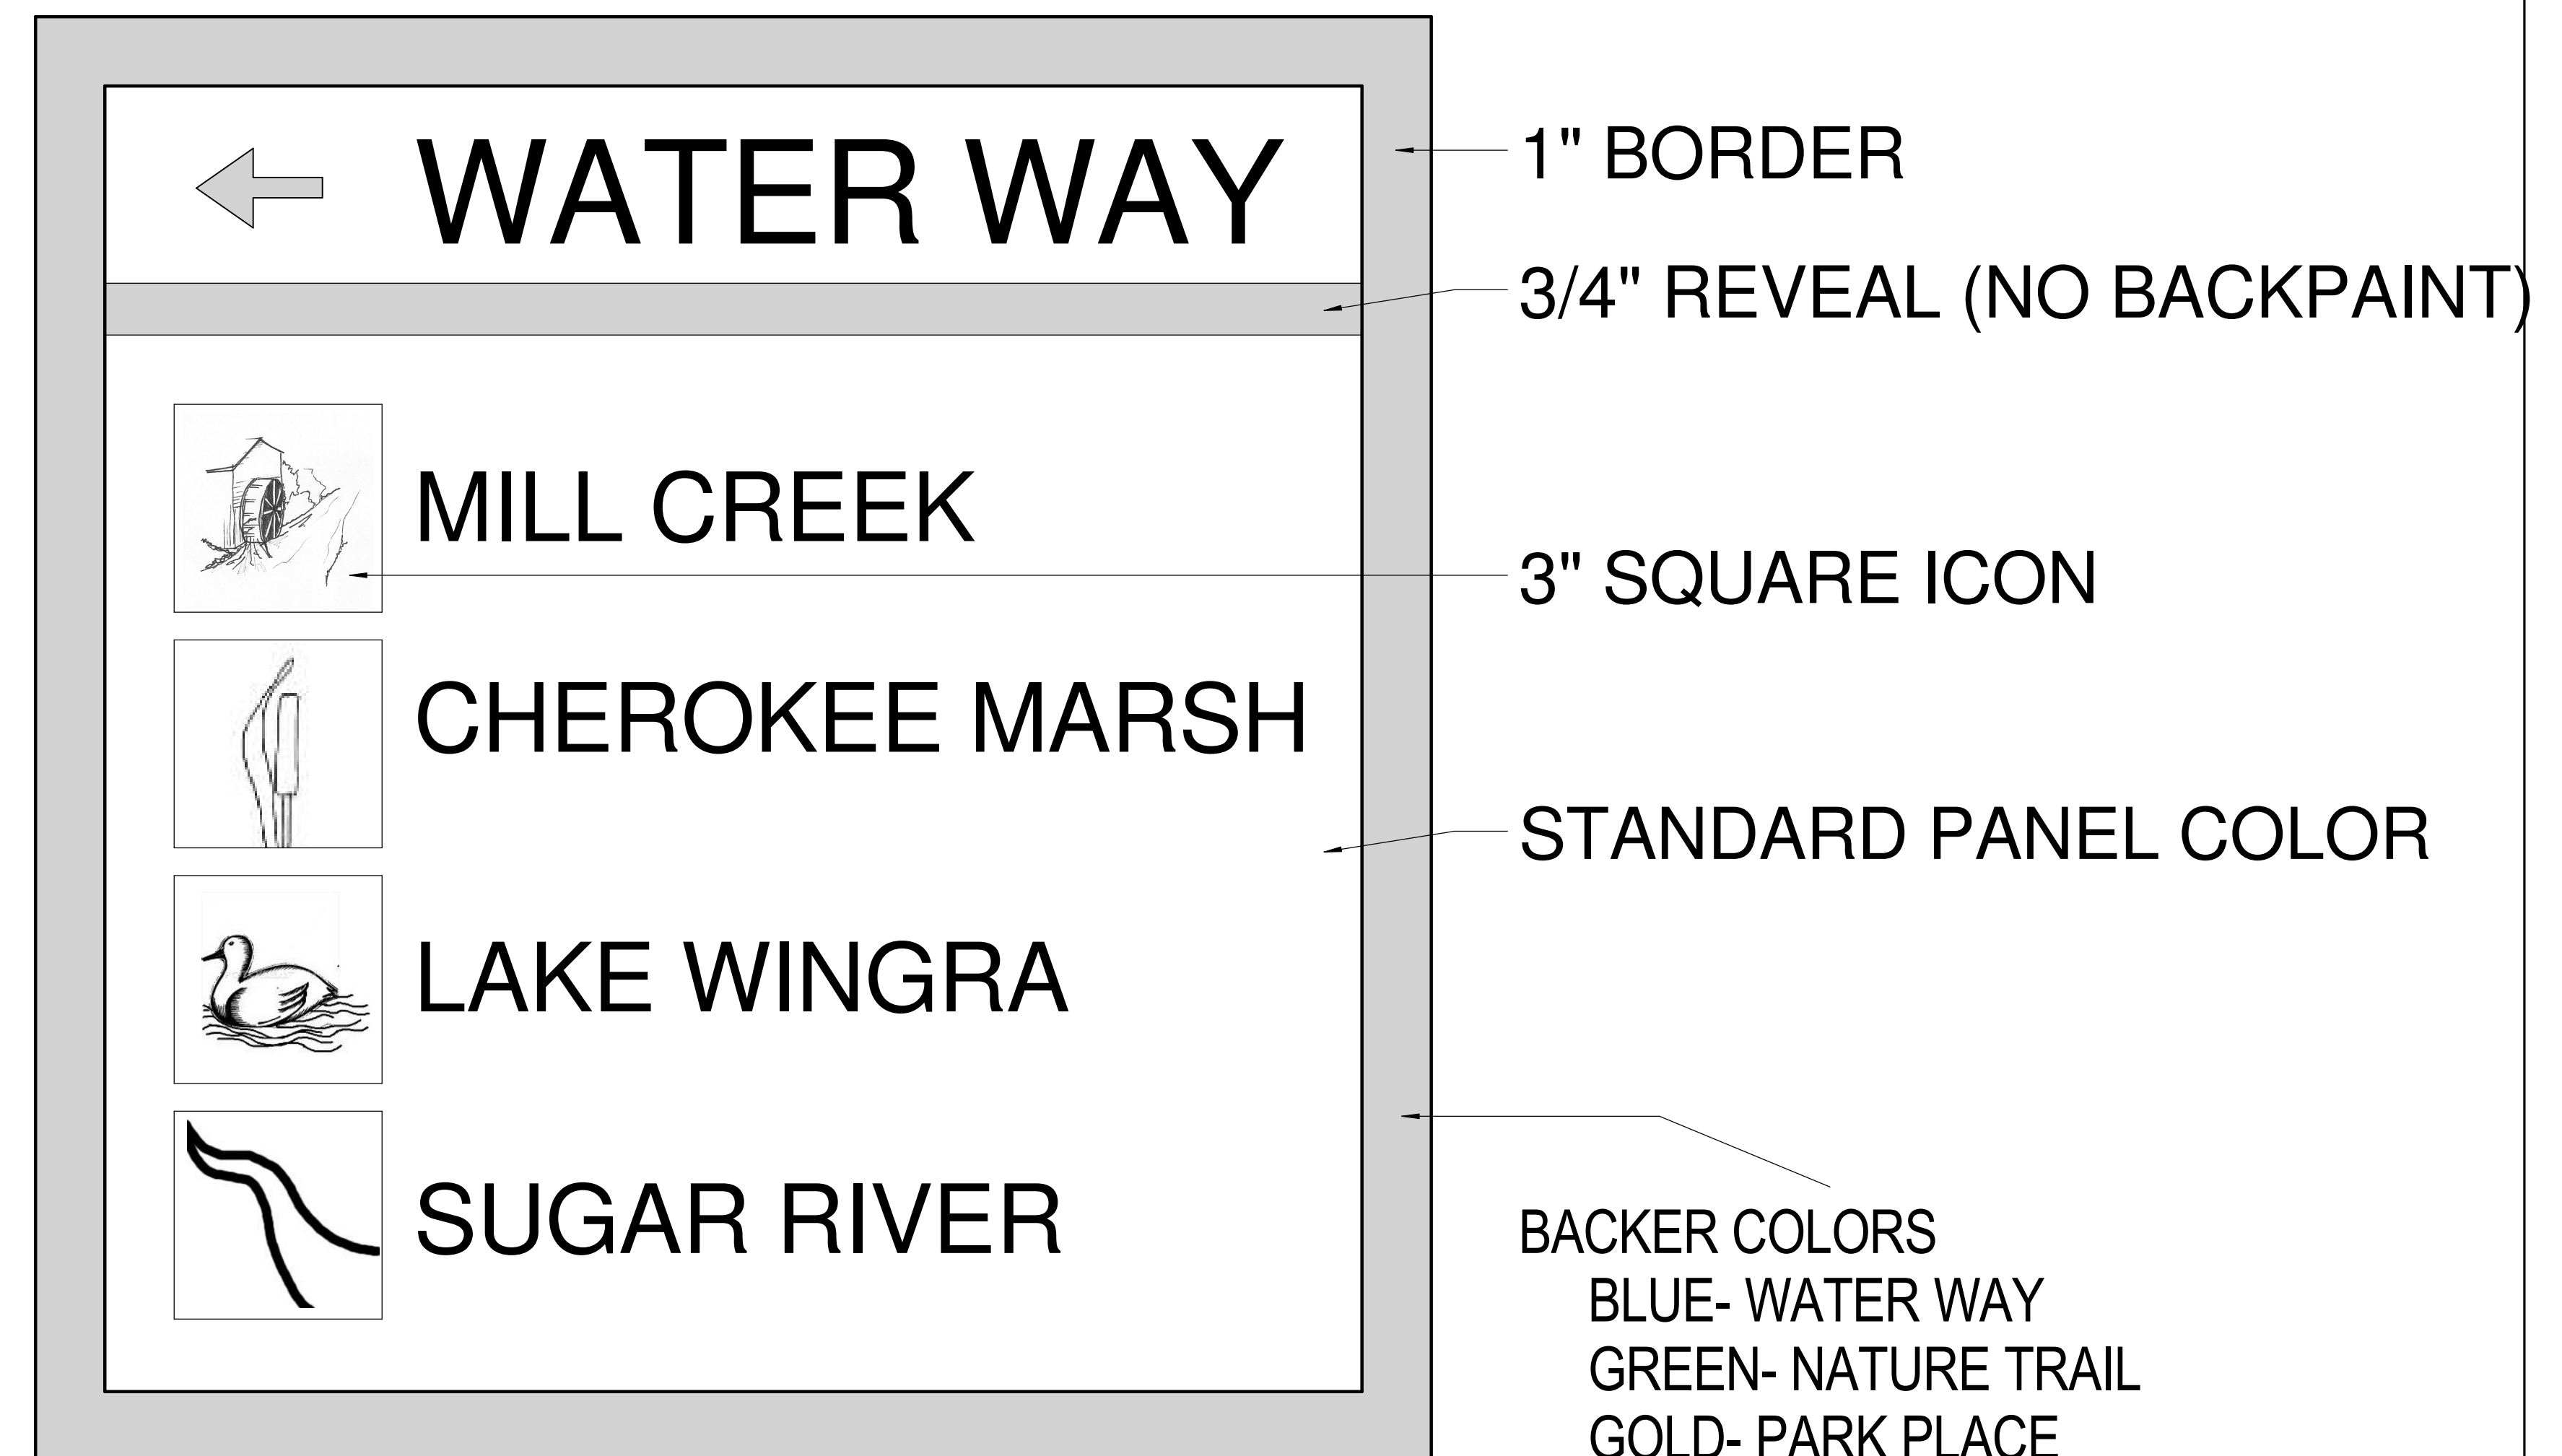 WATER WAY
MILL CREEK
CHEROKEE MARSH
LAKE WINGRA
SUGAR RIVER
1" BORDER
3/4" REVEAL (NO BACKPAINT)
3" SQUARE ICON
STANDARD PANEL COLOR
BACKER COLORS
BLUE- WATER WAY
GREEN- NATURE TRAIL
GOLD- PARK PLACE